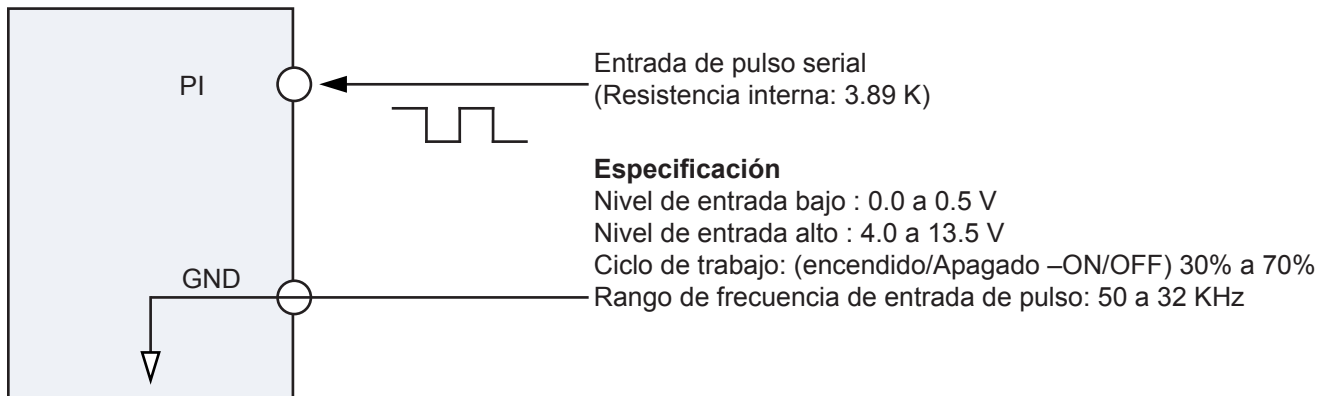 PI
Entrada de pulso serial
(Resistencia interna: 3.89 K)
Especificación
Nivel de entrada bajo : 0.0 a 0.5 V
Nivel de entrada alto : 4.0 a 13.5 V
Ciclo de trabajo: (encendido/Apagado –ON/OFF) 30% a 70%
GND
Rango de frecuencia de entrada de pulso: 50 a 32 KHz